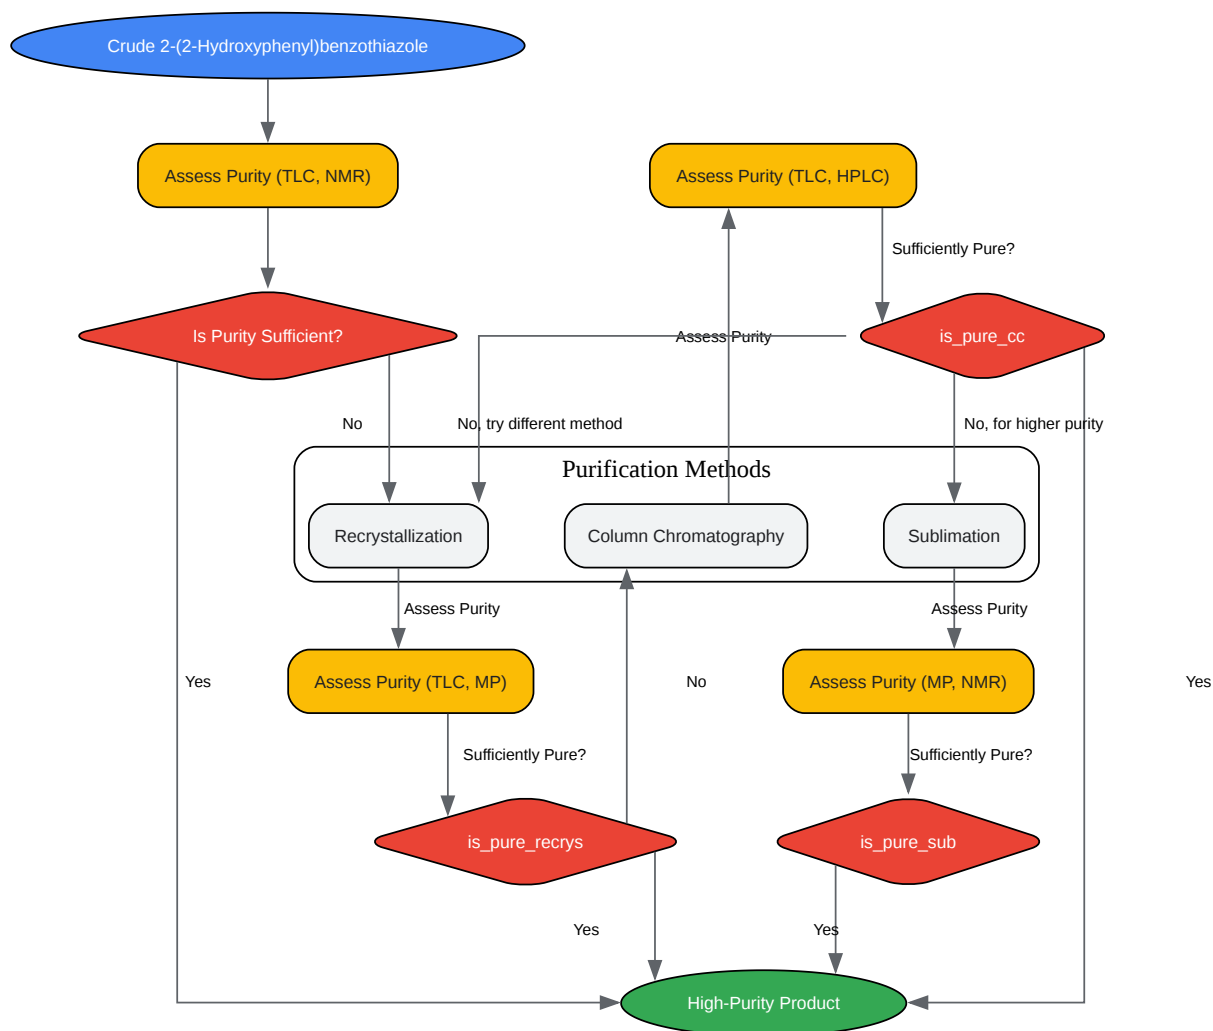 Crude 2-(2-Hydroxyphenyl)benzothiazole
Assess Purity (TLC, NMR)
Assess Purity (TLC, HPLC)
Sufficiently Pure?
Is Purity Sufficient?
Assess Purity
is_pure_cc
No
No, try different method
No, for higher purity
Purification Methods
Recrystallization
Column Chromatography
Sublimation
Assess Purity
Assess Purity
Yes
Assess Purity (TLC, MP)
No
Assess Purity (MP, NMR)
Yes
Sufficiently Pure?
Sufficiently Pure?
is_pure_recrys
is_pure_sub
Yes
Yes
High-Purity Product